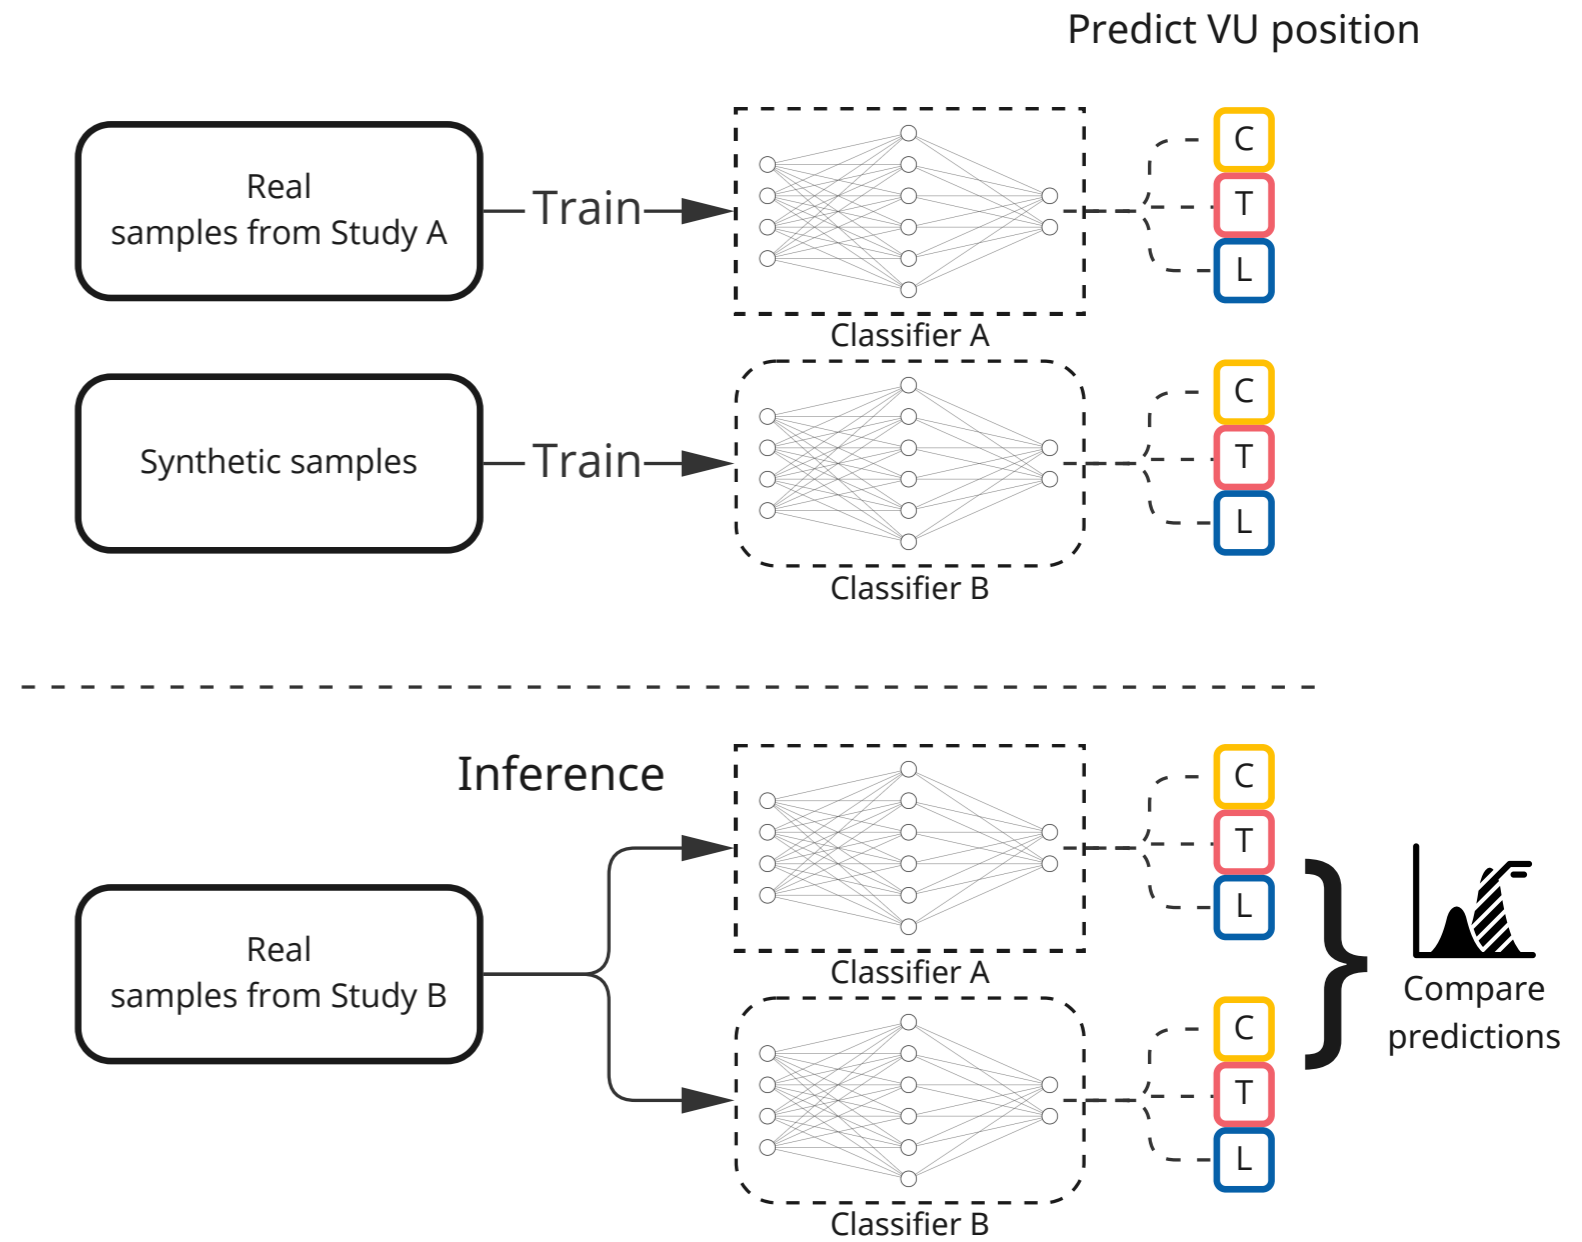 Predict VU position
Real
samples from Study A
Train
C
T
L
Classifier A
Synthetic samples
Train
C
T
L
Classifier B
Inference
Real
samples from Study B
C
T
L
Classifier A
Compare
predictions
C
T
L
Classifier B